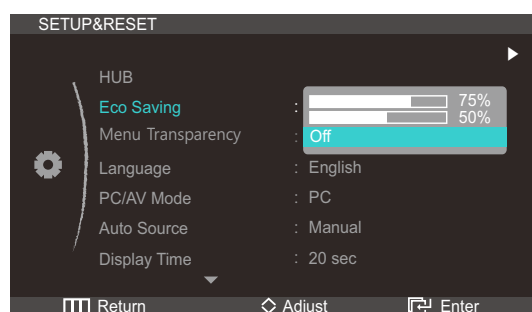 SETUP&RESET
HUB
Eco Saving : 75%
50%
Menu Transparency : Off
Language : English
PC/AV Mode : PC
Auto Source : Manual
Display Time : 20 sec
Return Adjust Enter